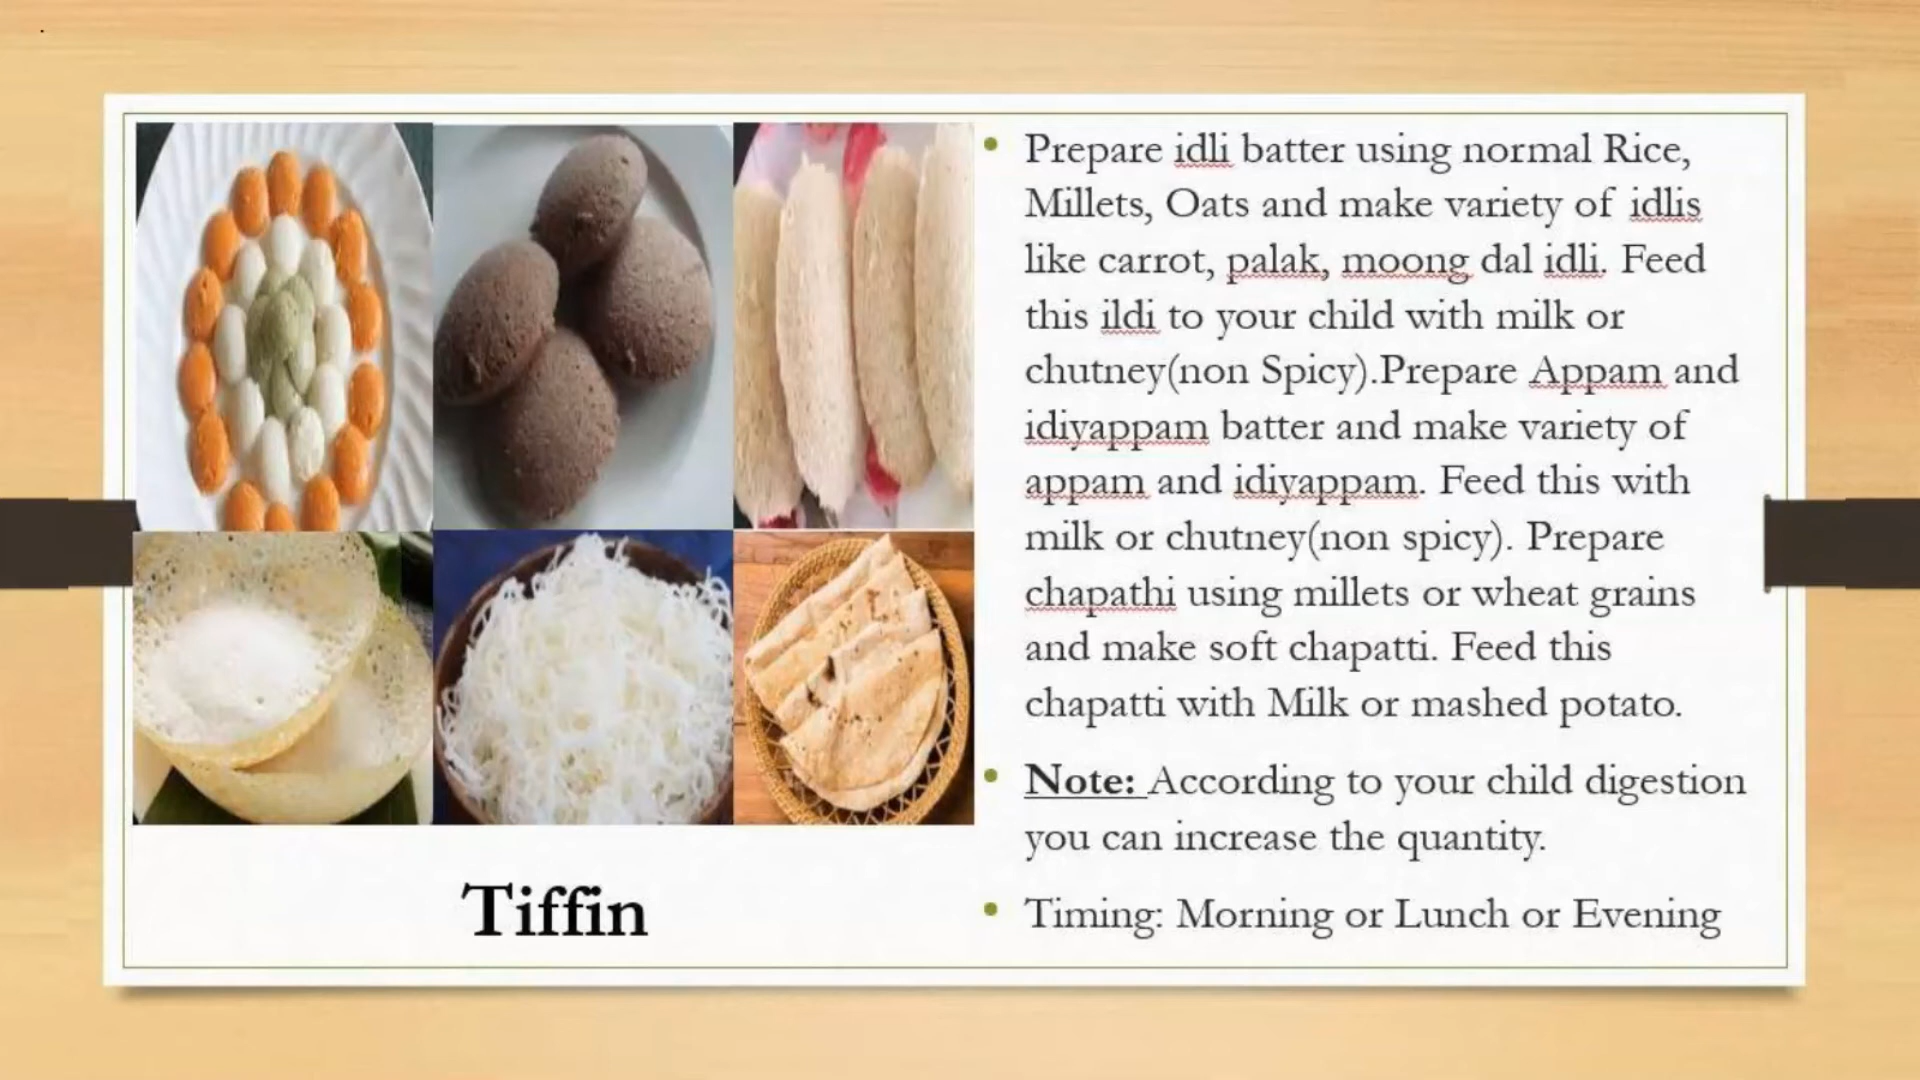 Prepare idli batter using normal Rice,
Millets, Oats and make variety of idlis
like carrot, palak, moong dal idli. Feed
this ildi to your child with milk or
chutney(non Spicy).Prepare Appam and
idiyappam batter and make variety of
appam and idiyappam. Feed this with
milk or chutney(non spicy). Prepare
chapathi using millets or wheat grains
and make soft chapatti. Feed this
chapatti with Milk or mashed potato.
Note: According to your child digestion
you can increase the quantity.
Timing: Morning or Lunch or Evening
Tiffin